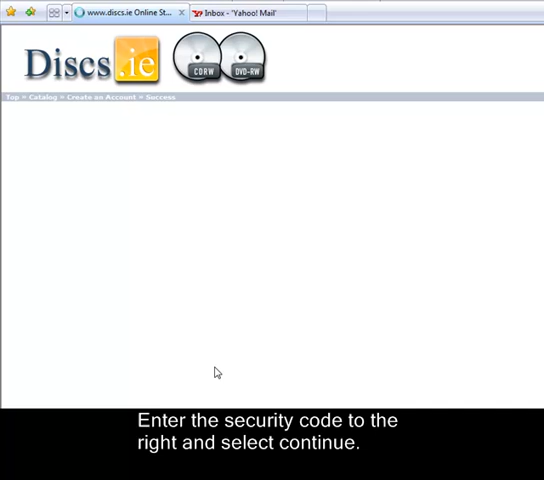 www.discs.ie Online St...
Inbox - 'Yahoo! Mail'
Discs.ie
CDRW
DVD-RW
Top » Catalog » Create an Account » Success
Enter the security code to the
right and select continue.